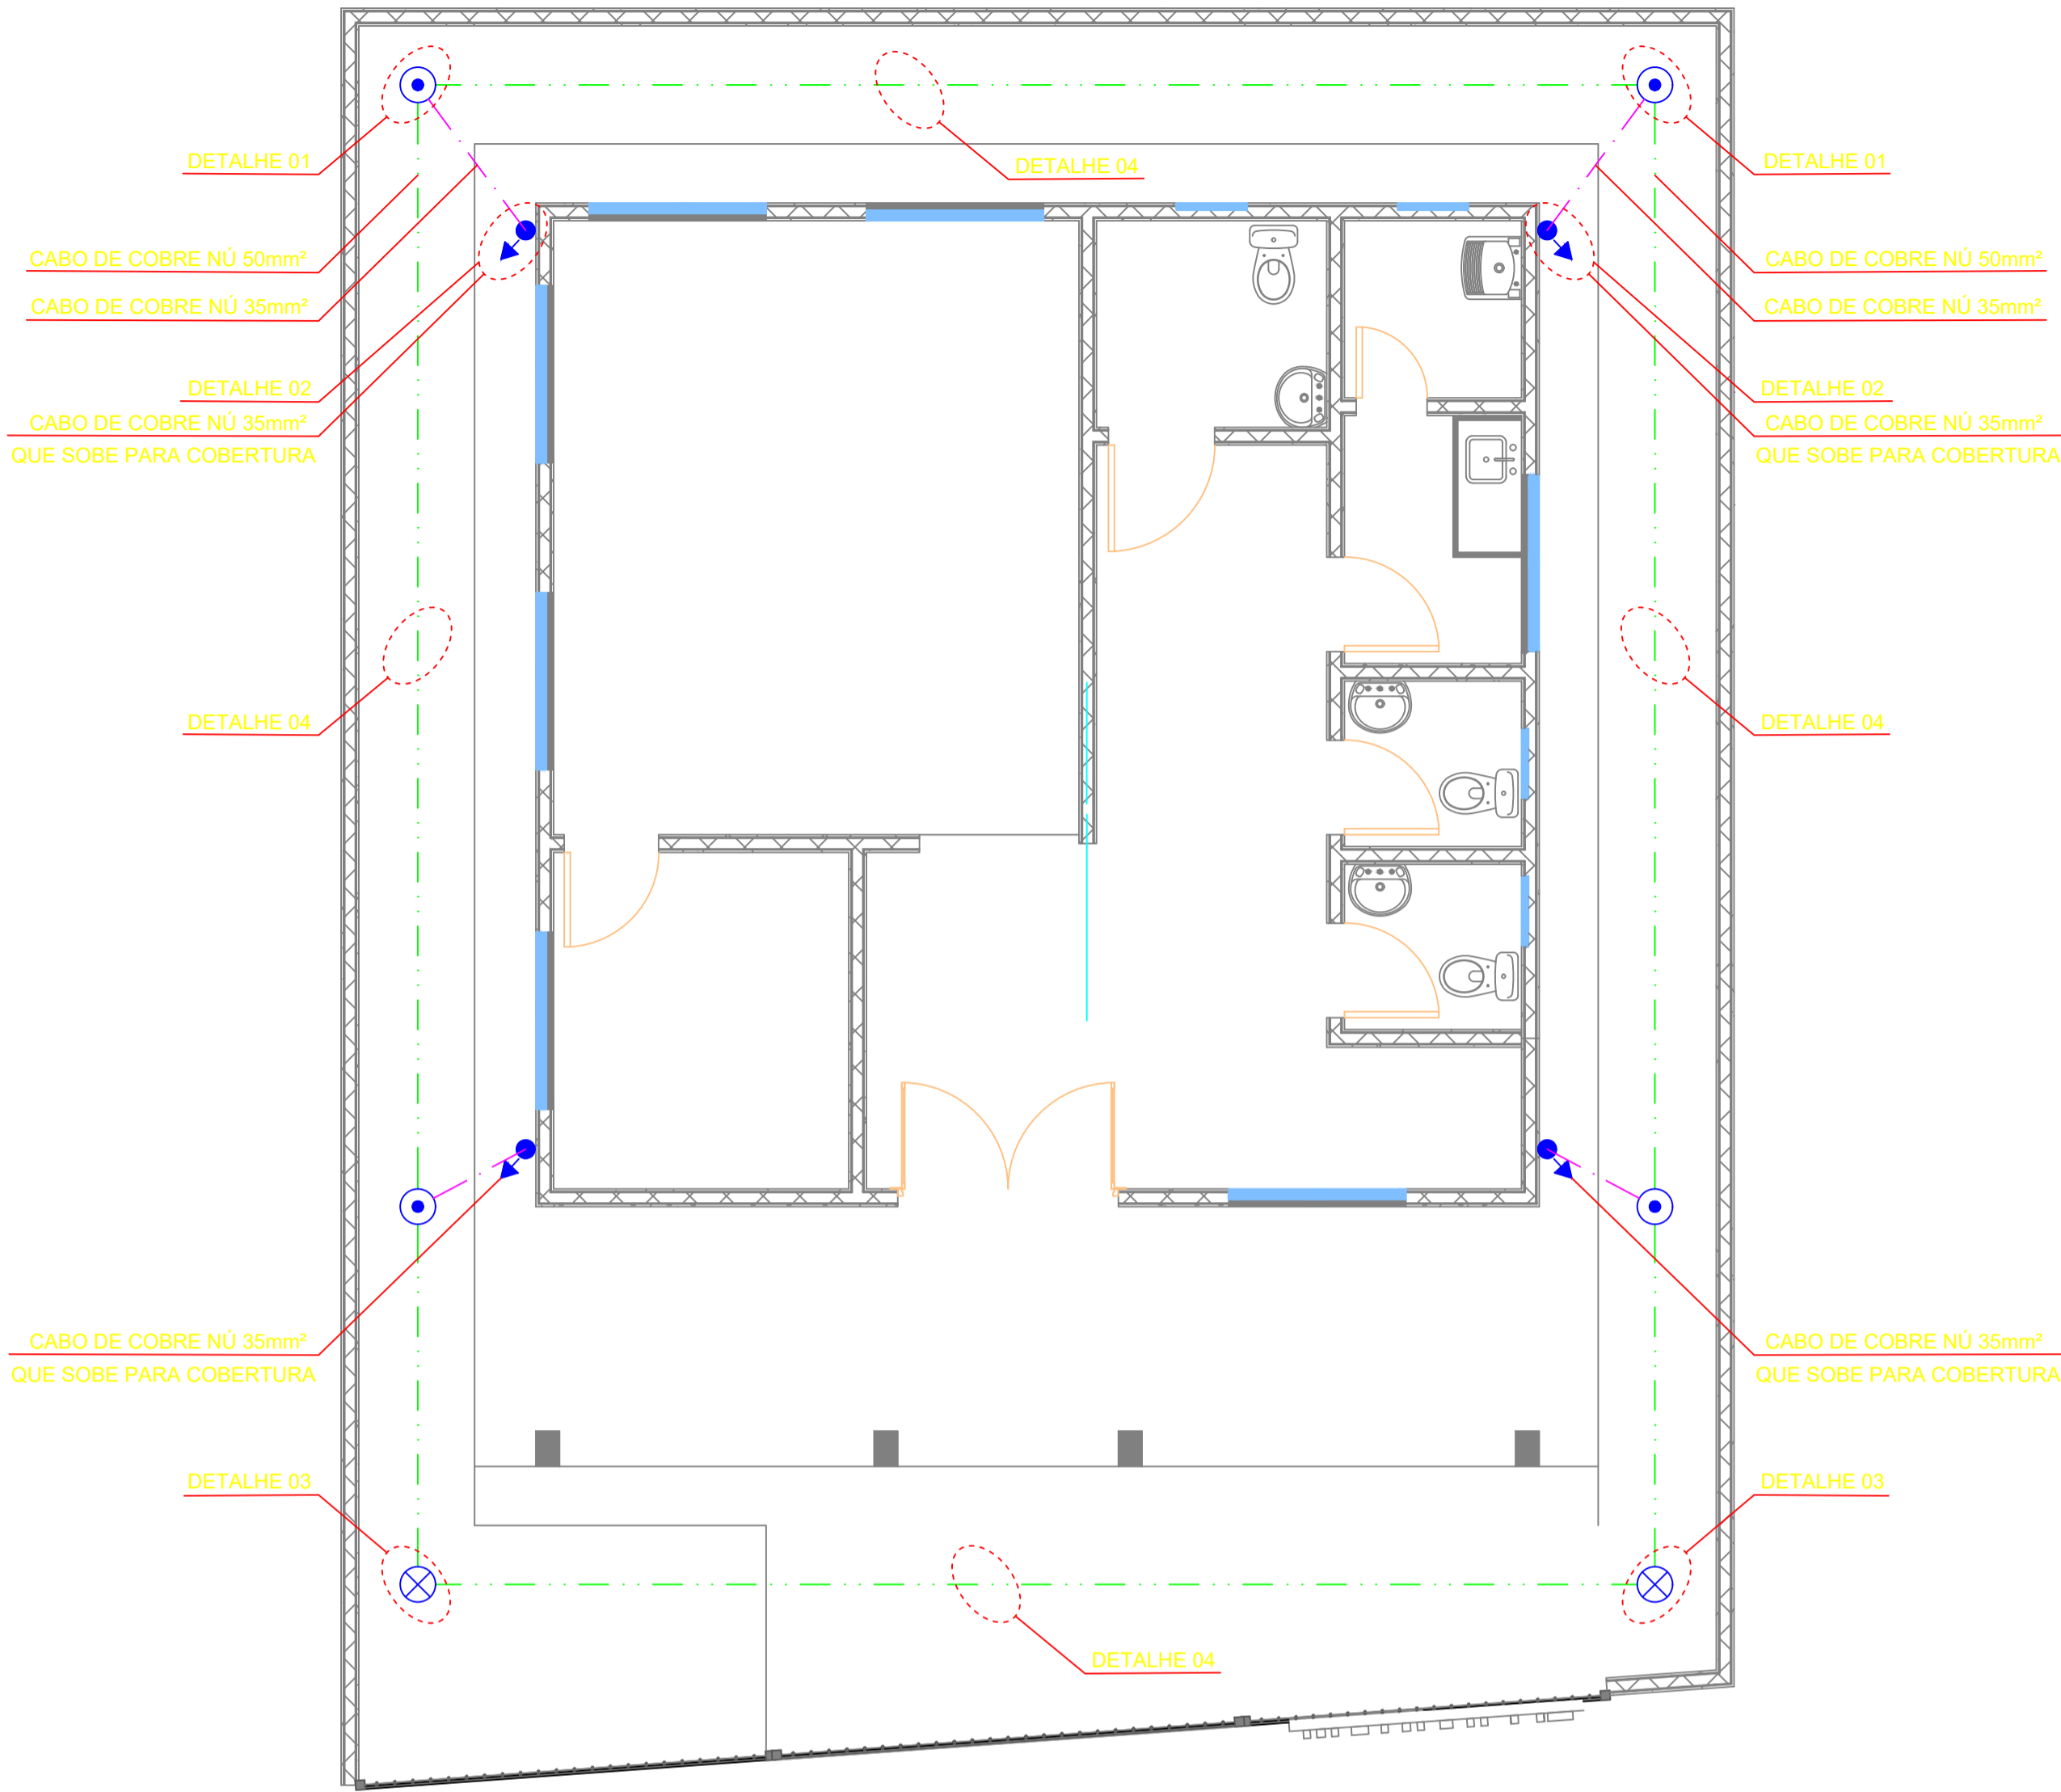 DETALHE 01
DETALHE 04
DETALHE 01
CABO DE COBRE NÚ 50mm²
CABO DE COBRE NÚ 50mm²
CABO DE COBRE NÚ 35mm²
CABO DE COBRE NÚ 35mm²
DETALHE 02
DETALHE 02
CABO DE COBRE NÚ 35mm²
QUE SOBE PARA COBERTURA
CABO DE COBRE NÚ 35mm²
QUE SOBE PARA COBERTURA
DETALHE 04
DETALHE 04
CABO DE COBRE NÚ 35mm²
QUE SOBE PARA COBERTURA
CABO DE COBRE NÚ 35mm²
QUE SOBE PARA COBERTURA
DETALHE 03
DETALHE 03
DETALHE 04